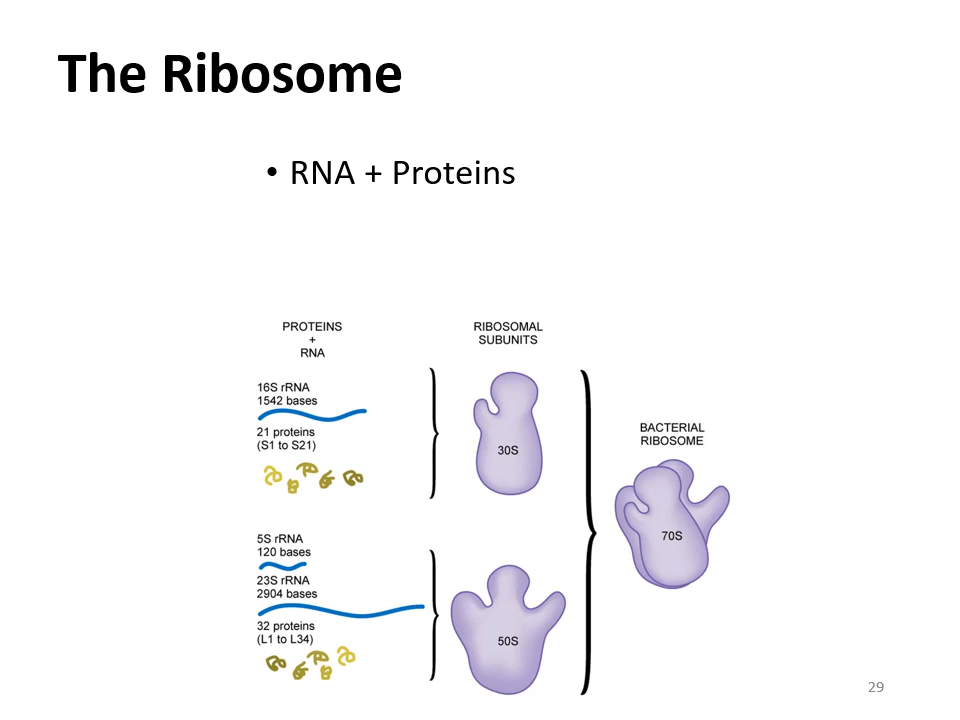 The Ribosome
• RNA + Proteins
PROTEINS
+
RNA
16S rRNA
1542 bases
21 proteins
(S1 to S21)
5S rRNA
120 bases
23S rRNA
2904 bases
32 proteins
(L1 to L34)
RIBOSOMAL
SUBUNITS
30S
50S
BACTERIAL
RIBOSOME
70S
29